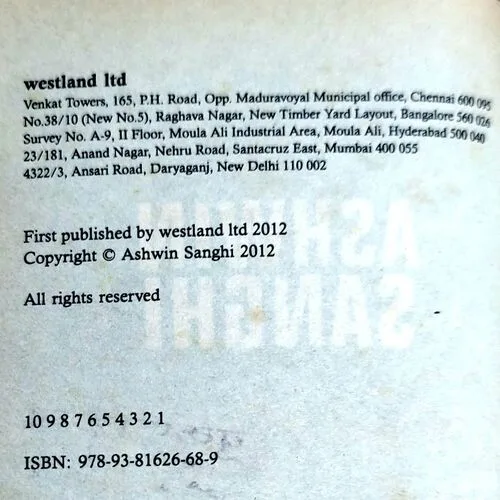 westland ltd
Venkat Towers, 165, P.H. Road, Opp. Maduravoyal Municipal office, Chennai 600 095
No.38/10 (New No.5), Raghava Nagar, New Timber Yard Layout, Bangalore 560 026
Survey No. A-9, II Floor, Moula Ali Industrial Area, Moula Ali, Hyderabad 500 040
23/181, Anand Nagar, Nehru Road, Santacruz East, Mumbai 400 055
4322/3, Ansari Road, Daryaganj, New Delhi 110 002
First published by westland ltd 2012
Copyright © Ashwin Sanghi 2012
All rights reserved
ASHWIN
SANGHI
10 9 8 7 6 5 4 3 2 1
ISBN: 978-93-81626-68-9